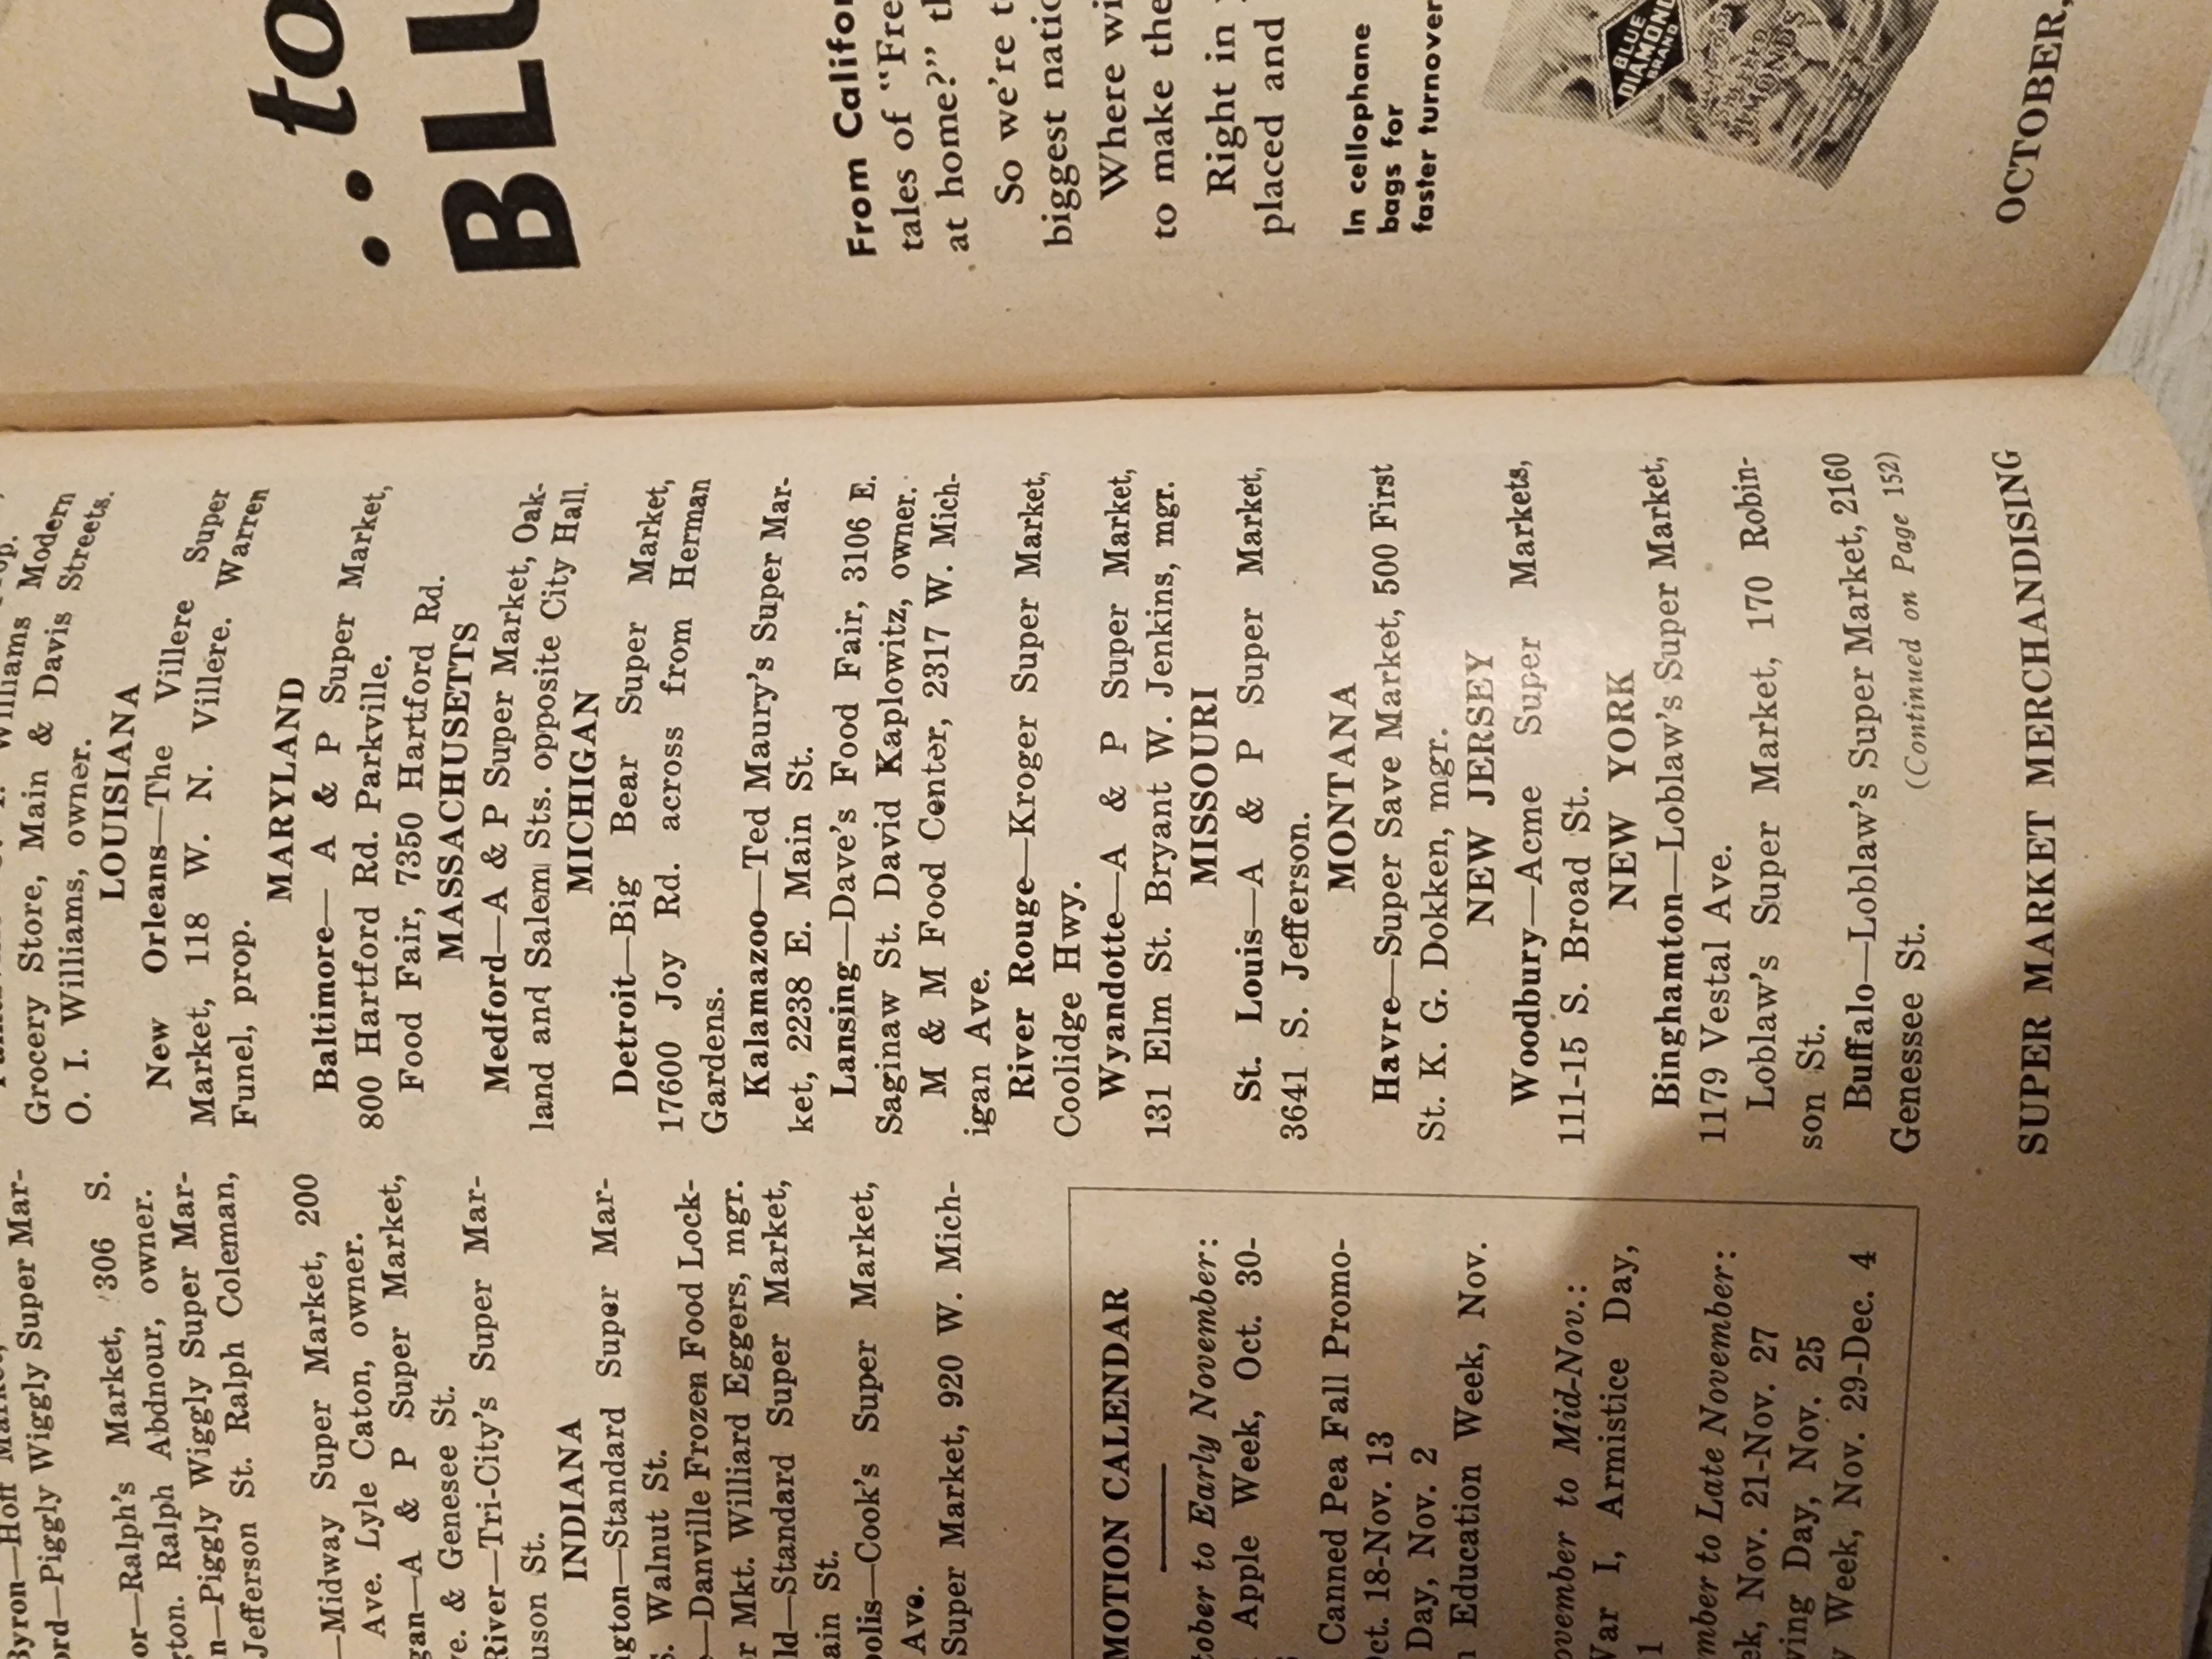 Byron—Hoff Market,
ord—Piggly Wiggly Super Mar-
or—Ralph's Market, 306 S.
rton. Ralph Abdnour, owner.
n—Piggly Wiggly Super Mar-
Jefferson St. Ralph Coleman,
—Midway Super Market, 200
Ave. Lyle Caton, owner.
gan—A & P Super Market,
ve. & Genesee St.
River—Tri-City's Super Mar-
uson St.
INDIANA
ngton—Standard Super Mar-
S. Walnut St.
—Danville Frozen Food Lock-
or Mkt. Williard Eggers, mgr.
ld—Standard Super Market,
ain St.
polis—Cook's Super Market,
Ave.
Super Market, 920 W. Mich-
MOTION CALENDAR
tober to Early November:
Apple Week, Oct. 30-
Canned Pea Fall Promo-
Oct. 18-Nov. 13
Day, Nov. 2
n Education Week, Nov.
ovember to Mid-Nov.:
War I, Armistice Day,
1
mber to Late November:
ek, Nov. 21-Nov. 27
ving Day, Nov. 25
y Week, Nov. 29-Dec. 4
Williams
Grocery Store, Main & Davis Streets. Modern
O. I. Williams, owner.
LOUISIANA
New Orleans—The Villere Super
Market, 118 W. N. Villere. Warren
Funel, prop.
MARYLAND
Baltimore— A & P Super Market,
800 Hartford Rd. Parkville.
Food Fair, 7350 Hartford Rd.
MASSACHUSETTS
Medford—A & P Super Market, Oak-
land and Salem Sts. opposite City Hall.
MICHIGAN
Detroit—Big Bear Super Market,
17600 Joy Rd. across from Herman
Gardens.
Kalamazoo—Ted Maury's Super Mar-
ket, 2238 E. Main St.
Lansing—Dave's Food Fair, 3106 E.
Saginaw St. David Kaplowitz, owner.
M & M Food Center, 2317 W. Mich-
igan Ave.
River Rouge—Kroger Super Market,
Coolidge Hwy.
Wyandotte—A & P Super Market,
131 Elm St. Bryant W. Jenkins, mgr.
MISSOURI
St. Louis—A & P Super Market,
3641 S. Jefferson.
MONTANA
Havre—Super Save Market, 500 First
St. K. G. Dokken, mgr.
NEW JERSEY
Woodbury—Acme Super Markets,
111-15 S. Broad St.
NEW YORK
Binghamton—Loblaw's Super Market,
1179 Vestal Ave.
Loblaw's Super Market, 170 Robin-
son St.
Buffalo—Loblaw's Super Market, 2160
Genessee St.
(Continued on Page 152)
SUPER MARKET MERCHANDISING
.. to
BLU
From Califor
tales of "Fre
at home?" th
So we're t
biggest natio
Where wi
to make the
Right in
placed and
In cellophane
bags for
faster turnover
BLUE
DIAMOND
BRAND
OCTOBER,